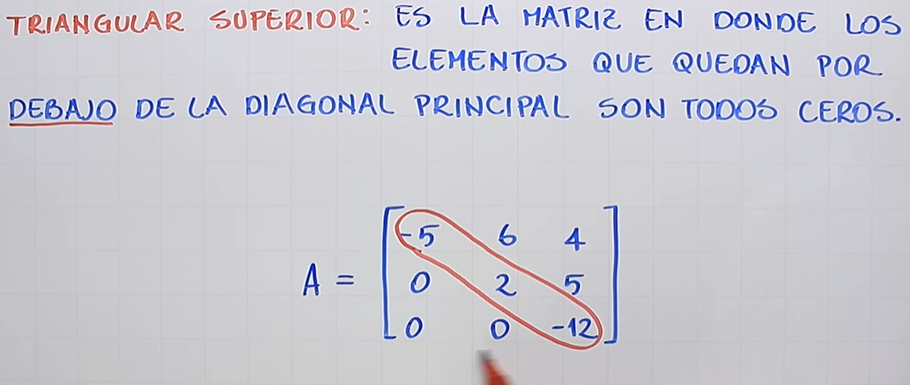 TRIANGULAR SUPERIOR: ES LA MATRIZ EN DONDE LOS
ELEMENTOS QUE QUEDAN POR
DEBAJO DE LA DIAGONAL PRINCIPAL SON TODOS CEROS.
-5 6 4
A = 0 2 5
0 0 -12